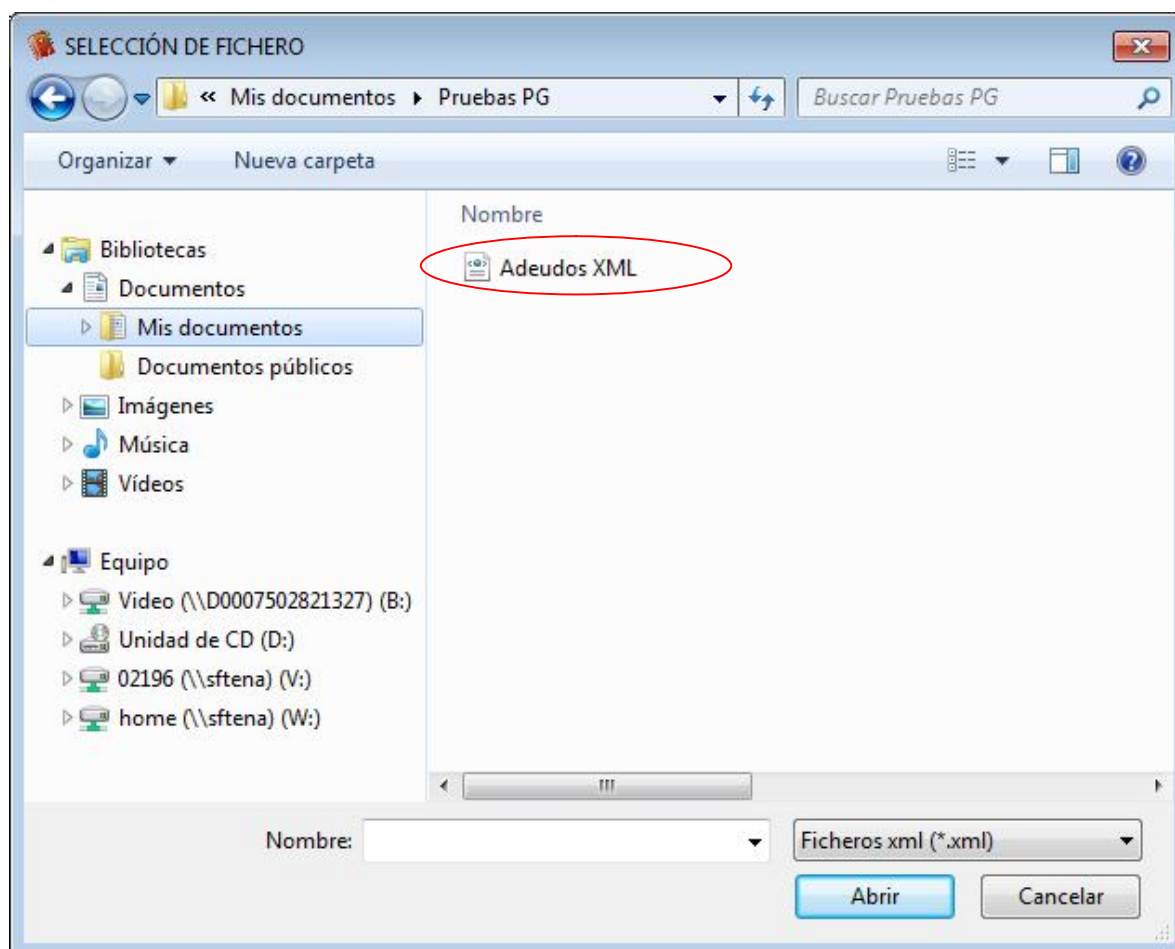 SELECCIÓN DE FICHERO
« Mis documentos Pruebas PG
Buscar Pruebas PG
Organizar Nueva carpeta
Nombre
Bibliotecas
Adeudos XML
Documentos
Mis documentos
Documentos públicos
Imágenes
Música
Vídeos
Equipo
Video (\\D0007502821327) (B:)
Unidad de CD (D:)
02196 (\\sftena) (V:)
home (\\sftena) (W:)
Nombre:
Ficheros xml (*.xml)
Abrir Cancelar